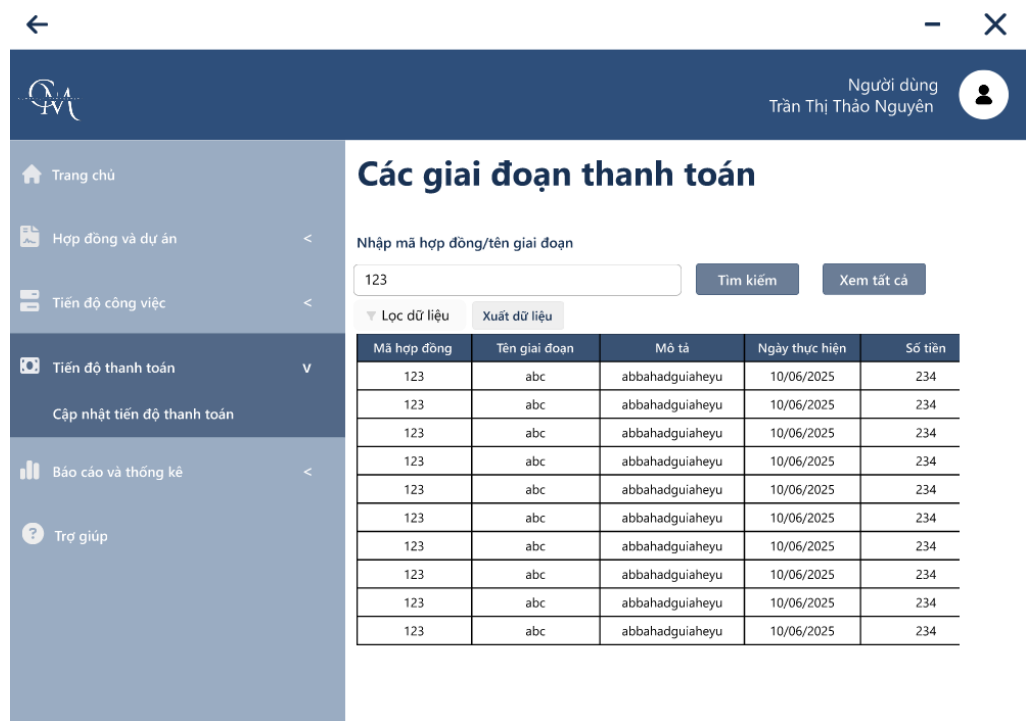 Người dùng
Trần Thị Thảo Nguyên
Trang chủ
Hợp đồng và dự án <
Tiến độ công việc <
Tiến độ thanh toán v
Cập nhật tiến độ thanh toán
Báo cáo và thống kê <
? Trợ giúp
Các giai đoạn thanh toán
Nhập mã hợp đồng/tên giai đoạn
123 Tìm kiếm Xem tất cả
Lọc dữ liệu Xuất dữ liệu
Mã hợp đồng Tên giai đoạn Mô tả Ngày thực hiện Số tiền
123 abc abbahadguiaheyu 10/06/2025 234
123 abc abbahadguiaheyu 10/06/2025 234
123 abc abbahadguiaheyu 10/06/2025 234
123 abc abbahadguiaheyu 10/06/2025 234
123 abc abbahadguiaheyu 10/06/2025 234
123 abc abbahadguiaheyu 10/06/2025 234
123 abc abbahadguiaheyu 10/06/2025 234
123 abc abbahadguiaheyu 10/06/2025 234
123 abc abbahadguiaheyu 10/06/2025 234
123 abc abbahadguiaheyu 10/06/2025 234